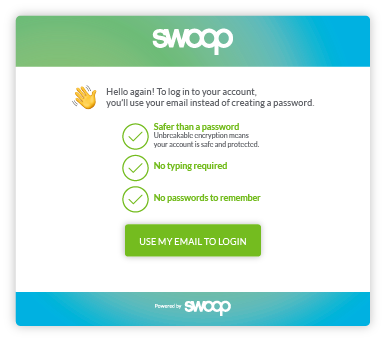 swoop
Hello again! To log in to your account,
you'll use your email instead of creating a password.
Safer than a password
Unbreakable encryption means
your account is safe and protected.
No typing required
No passwords to remember
USE MY EMAIL TO LOGIN
Powered by swoop